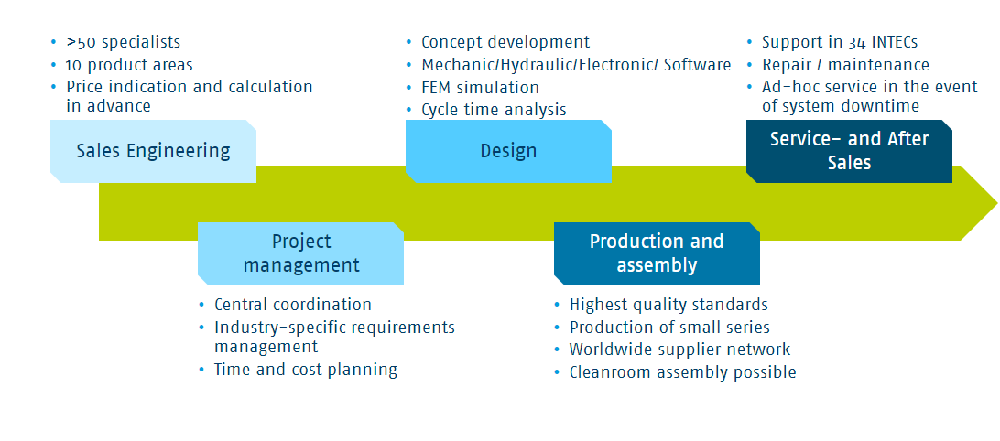 • >50 specialists
• 10 product areas
• Price indication and calculation
in advance
Sales Engineering
Project
management
• Central coordination
• Industry-specific requirements
management
• Time and cost planning
• Concept development
• Mechanic/Hydraulic/Electronic/ Software
• FEM simulation
• Cycle time analysis
Design
Production and
assembly
• Highest quality standards
• Production of small series
• Worldwide supplier network
• Cleanroom assembly possible
• Support in 34 INTECs
• Repair / maintenance
• Ad-hoc service in the event
of system downtime
Service- and After
Sales